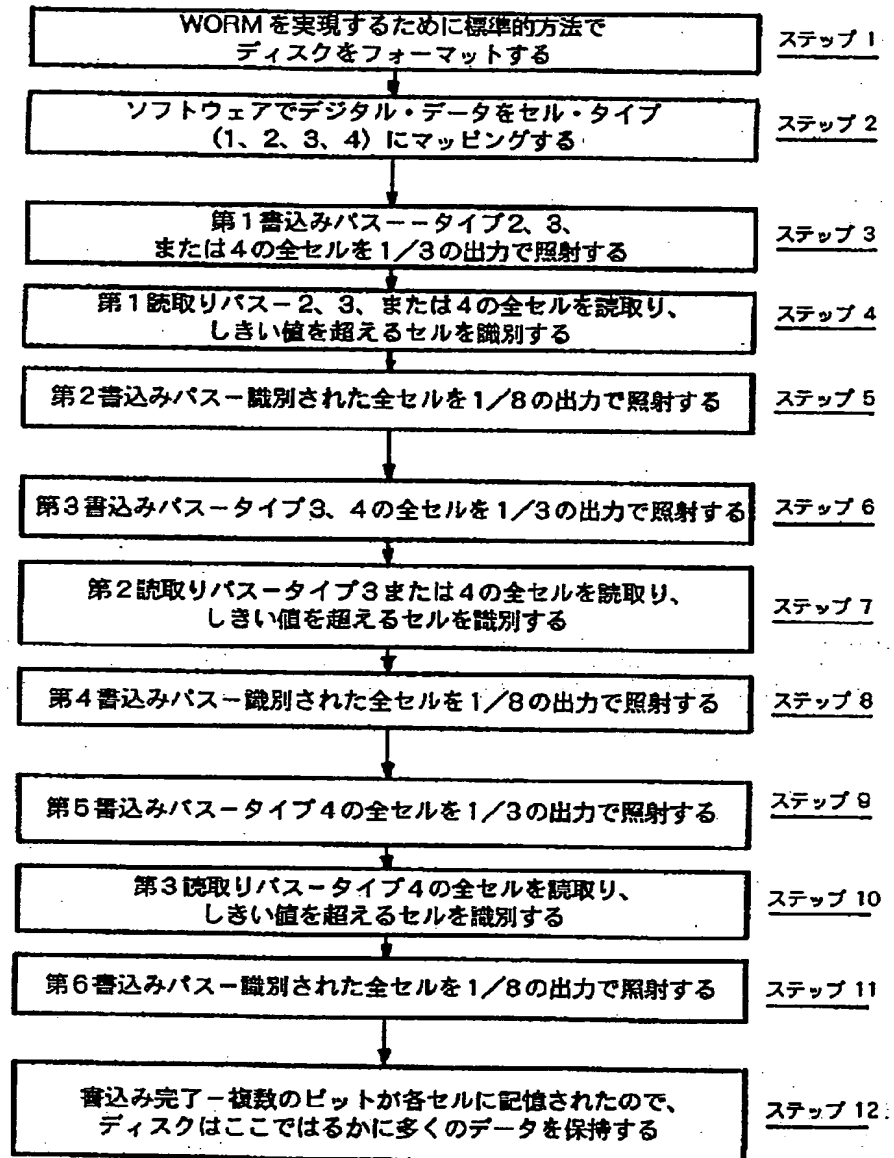 WORMを実現するために標準的方法で
ディスクをフォーマットする
ステップ 1
ソフトウェアでデジタル・データをセル・タイプ
(1、2、3、4)にマッピングする
ステップ 2
第1書込みパスーータイプ2、3、
または4の全セルを1/3の出力で照射する
ステップ 3
第1読取りパスー2、3、または4の全セルを読取り、
しきい値を超えるセルを識別する
ステップ 4
第2書込みパスー識別された全セルを1/8の出力で照射する
ステップ 5
第3書込みパスータイプ3、4の全セルを1/3の出力で照射する
ステップ 6
第2読取りパスータイプ3または4の全セルを読取り、
しきい値を超えるセルを識別する
ステップ 7
第4書込みパスー識別された全セルを1/8の出力で照射する
ステップ 8
第5書込みパスータイプ4の全セルを1/3の出力で照射する
ステップ 9
第3読取りパスータイプ4の全セルを読取り、
しきい値を超えるセルを識別する
ステップ 10
第6書込みパスー識別された全セルを1/8の出力で照射する
ステップ 11
書込み完了ー複数のビットが各セルに記憶されたので、
ディスクはここではるかに多くのデータを保持する
ステップ 12